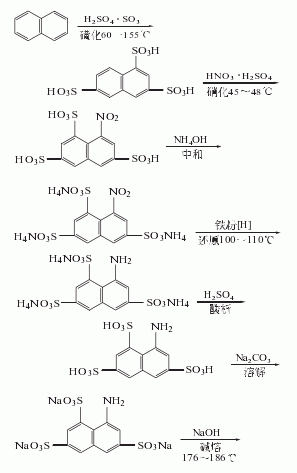 H2SO4·SO3
磺化60~155℃
SO3H
HO3S
SO3H
HNO3·H2SO4
硝化45~48℃
HO3S
NO2
HO3S
SO3H
NH4OH
中和
H4NO3S
NO2
H4NO3S
SO3NH4
铁粉[H]
还原100~110℃
H4NO3S
NH2
H4NO3S
SO3NH4
H2SO4
酸析
HO3S
NH2
HO3S
SO3H
Na2CO3
溶解
NaO3S
NH2
NaO3S
SO3Na
NaOH
碱熔
176~186℃